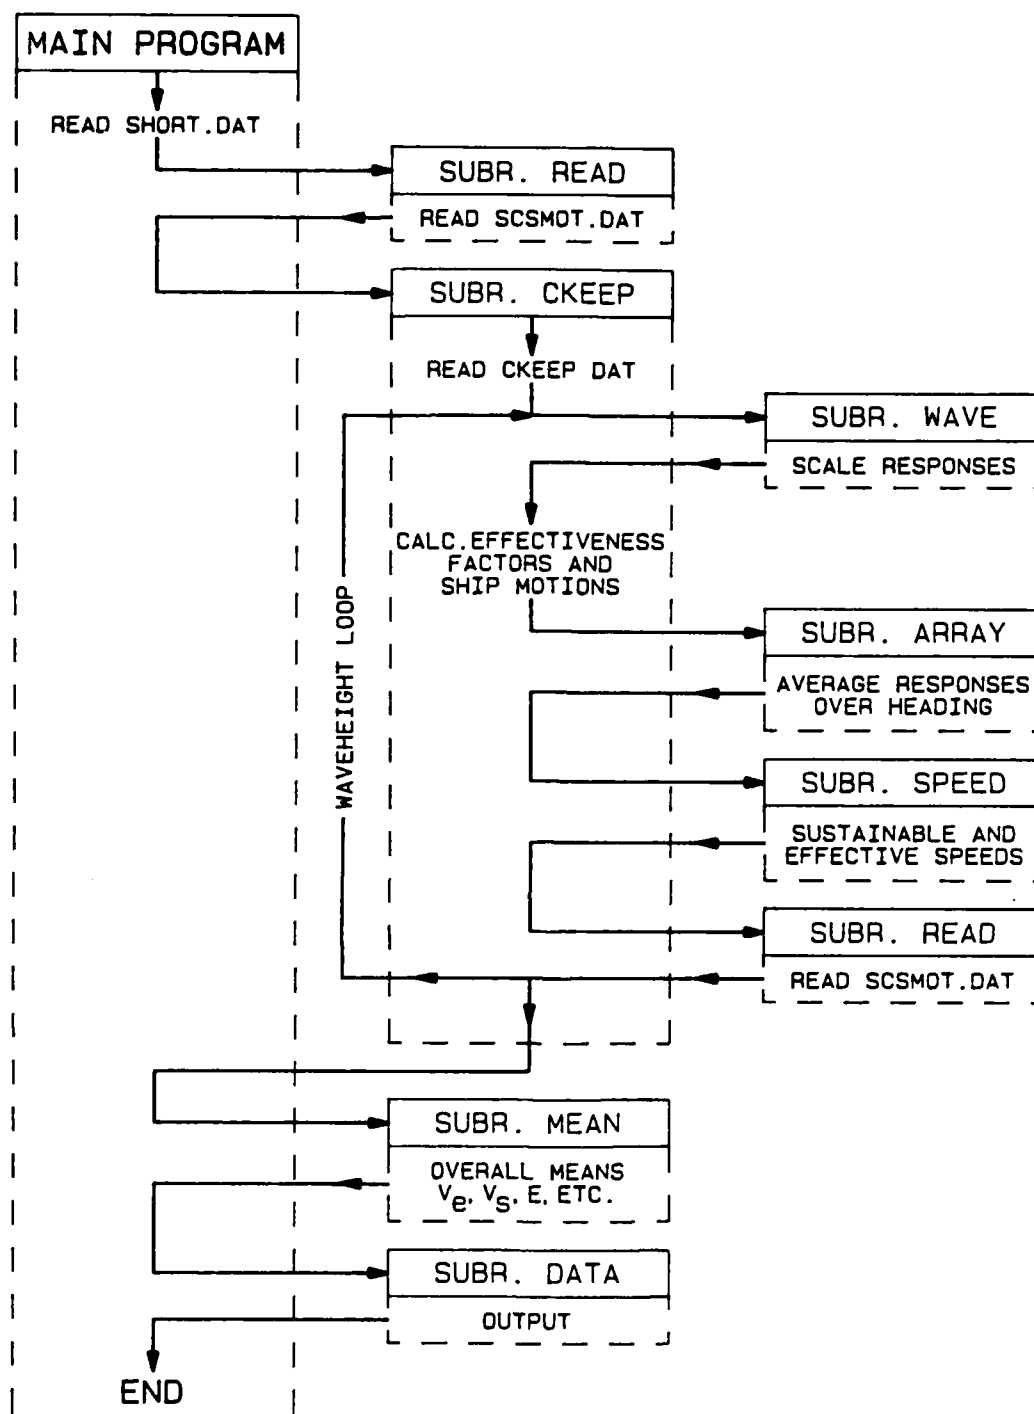 MAIN PROGRAM
READ SHORT.DAT
SUBR. READ
READ SCSMOT.DAT
SUBR. CKEEP
READ CKEEP DAT
SUBR. WAVE
SCALE RESPONSES
CALC.EFFECTIVENESS
FACTORS AND
SHIP MOTIONS
WAVEHEIGHT LOOP
SUBR. ARRAY
AVERAGE RESPONSES
OVER HEADING
SUBR. SPEED
SUSTAINABLE AND
EFFECTIVE SPEEDS
SUBR. READ
READ SCSMOT.DAT
SUBR. MEAN
OVERALL MEANS
Ve, Vs, E, ETC.
SUBR. DATA
OUTPUT
END